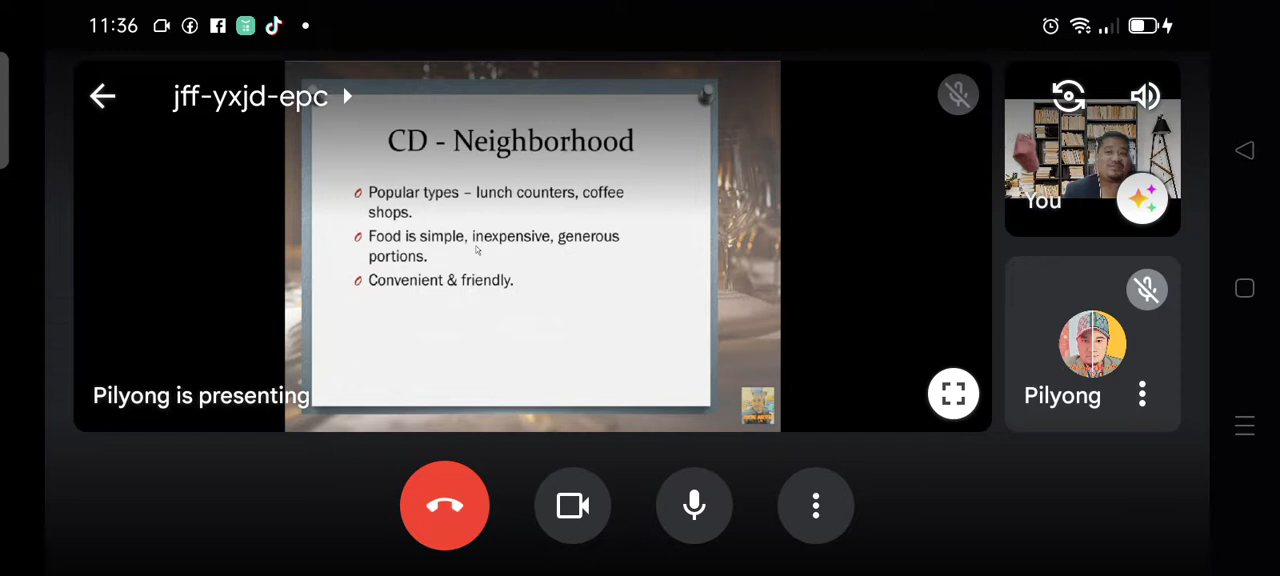 11:36
jff-yxjd-epc
CD - Neighborhood
Popular types – lunch counters, coffee
shops.
Food is simple, inexpensive, generous
portions.
Convenient & friendly.
Pilyong is presenting
You
Pilyong